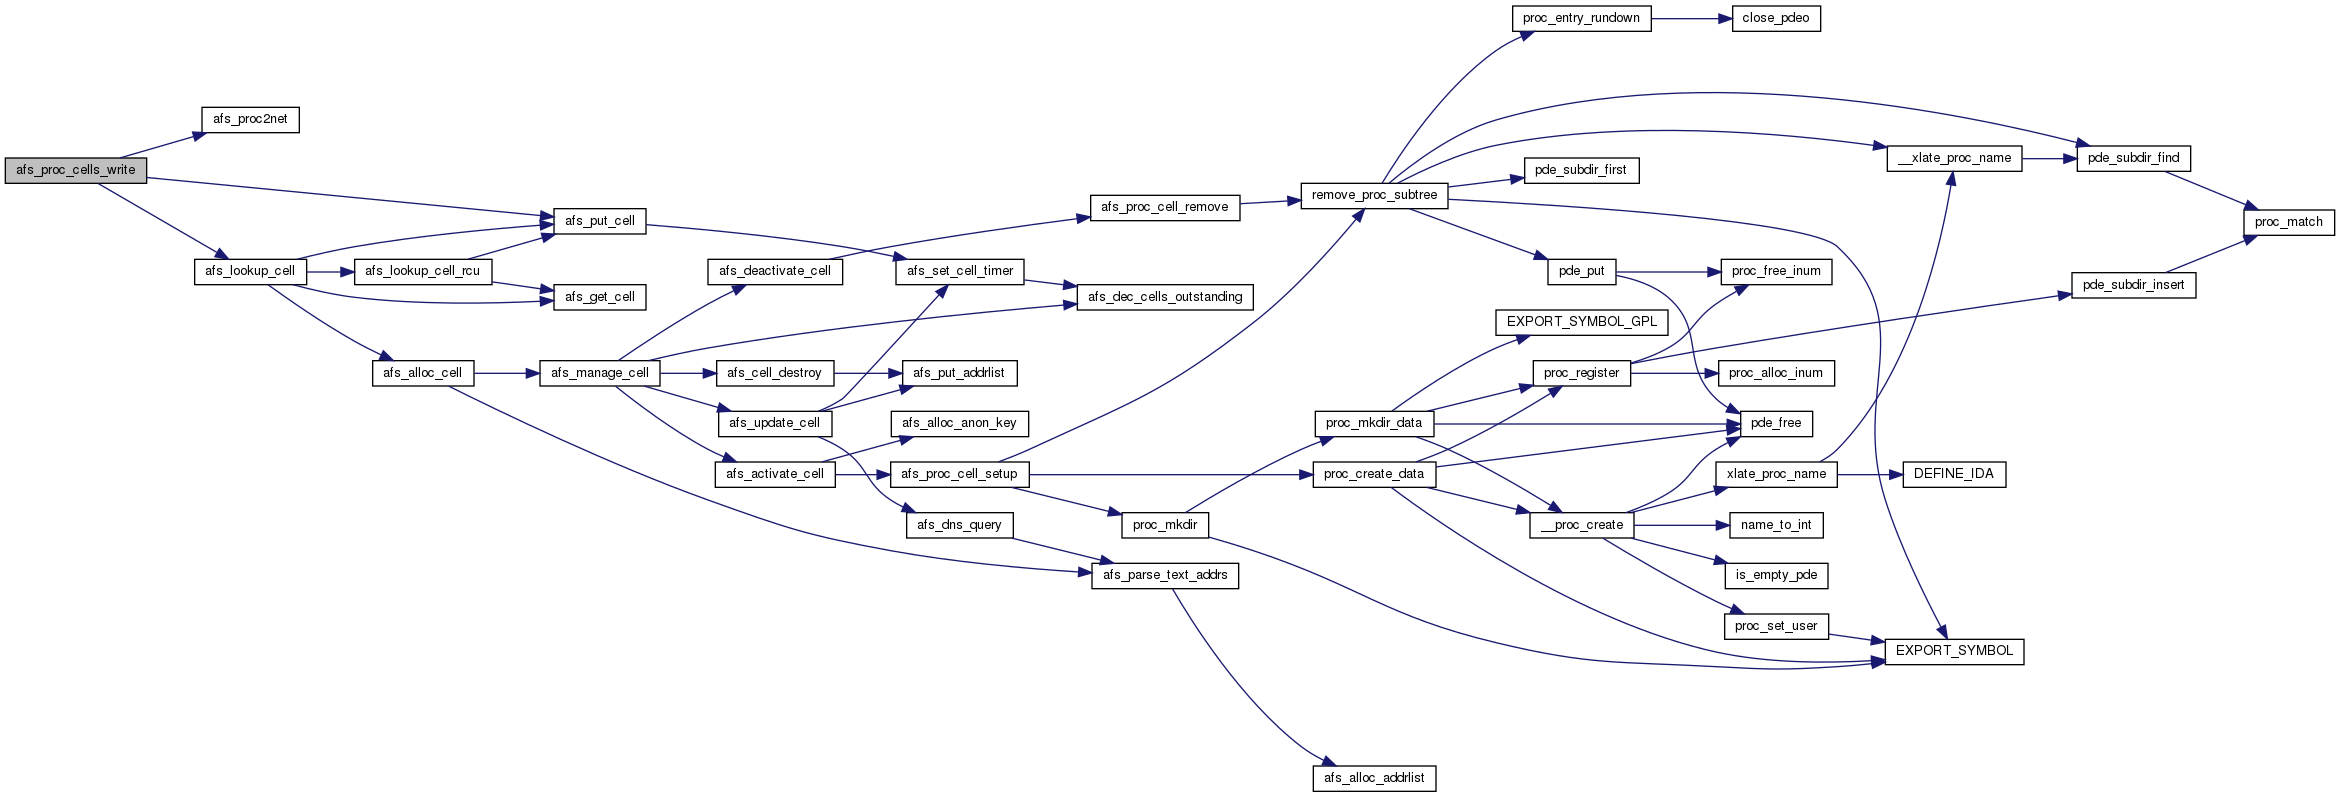 proc_entry_rundown
close_pdeo
afs_proc2net
afs_proc_cells_write
__xlate_proc_name
pde_subdir_find
pde_subdir_first
remove_proc_subtree
afs_proc_cell_remove
afs_put_cell
proc_match
afs_lookup_cell
afs_lookup_cell_rcu
afs_deactivate_cell
afs_set_cell_timer
pde_put
proc_free_inum
pde_subdir_insert
afs_get_cell
afs_dec_cells_outstanding
EXPORT_SYMBOL_GPL
afs_alloc_cell
afs_manage_cell
afs_cell_destroy
afs_put_addrlist
proc_register
proc_alloc_inum
afs_update_cell
afs_alloc_anon_key
proc_mkdir_data
pde_free
afs_activate_cell
afs_proc_cell_setup
proc_create_data
xlate_proc_name
DEFINE_IDA
afs_dns_query
proc_mkdir
__proc_create
name_to_int
afs_parse_text_addrs
is_empty_pde
proc_set_user
EXPORT_SYMBOL
afs_alloc_addrlist